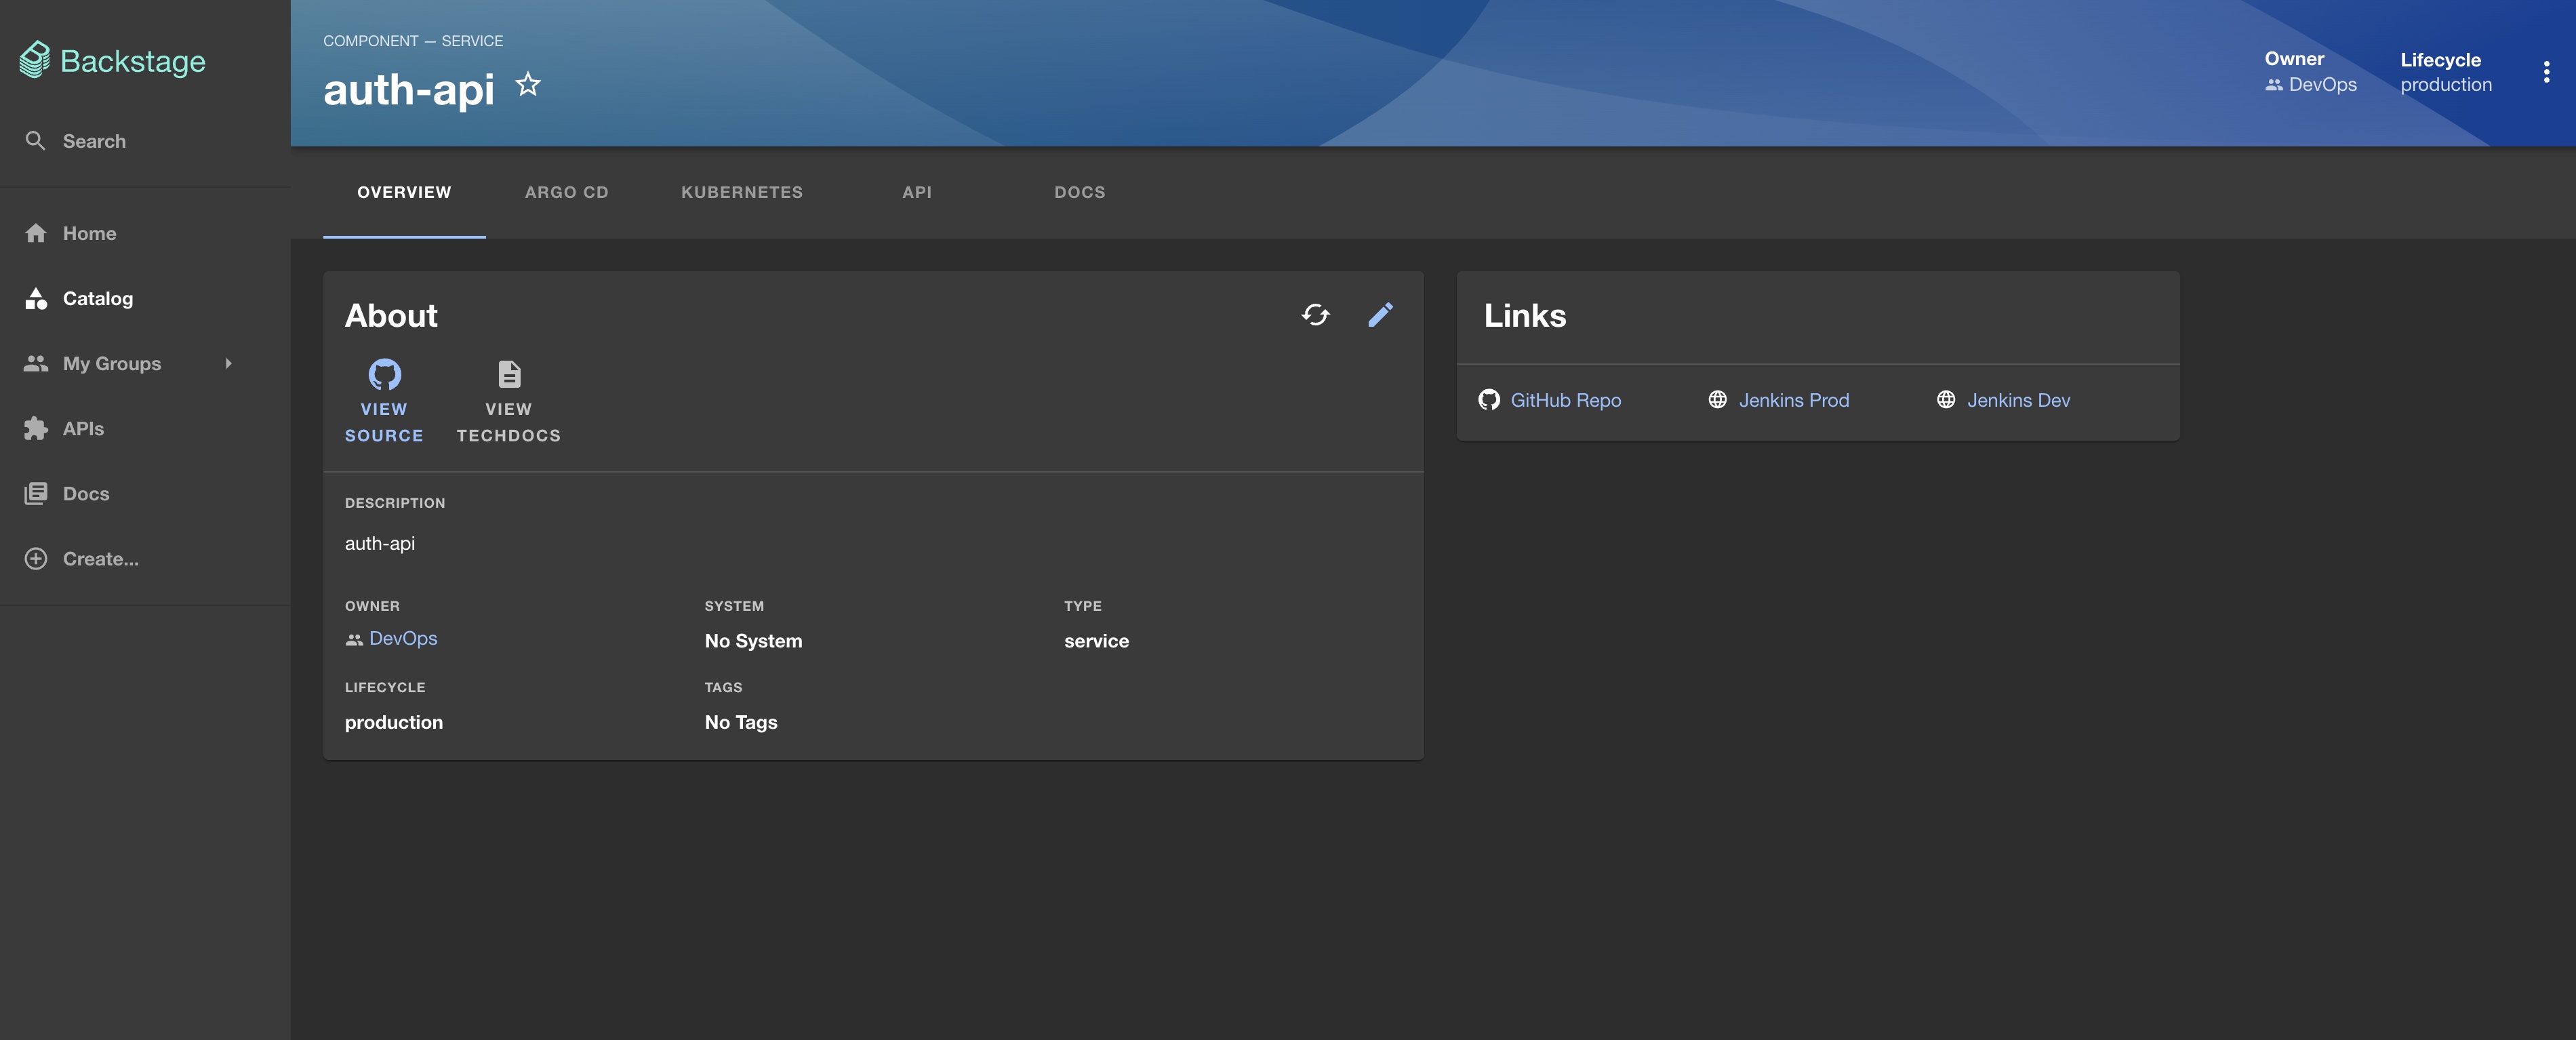 Backstage
Search
Home
Catalog
My Groups
APIs
Docs
Create...
COMPONENT — SERVICE
auth-api
Owner
DevOps
Lifecycle
production
OVERVIEW
ARGO CD
KUBERNETES
API
DOCS
About
VIEW
SOURCE
VIEW
TECHDOCS
DESCRIPTION
auth-api
OWNER
DevOps
SYSTEM
No System
TYPE
service
LIFECYCLE
production
TAGS
No Tags
Links
GitHub Repo
Jenkins Prod
Jenkins Dev